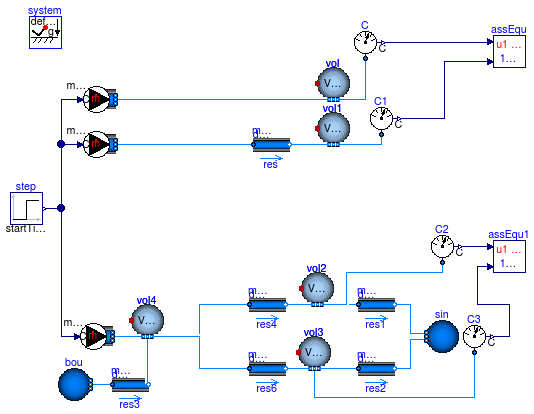 system
def...
g
C
assEqu
u1 ...
1...
C
vol
V...
m...
C1
C
vol1
V...
m...
m...
res
step
startTi...
C2
assEqu1
u1 ...
1...
C
vol2
V...
m...
m...
vol4
V...
res4
res1
sin
C3
C
m...
vol3
V...
bou
m...
m...
m...
res6
res2
res3